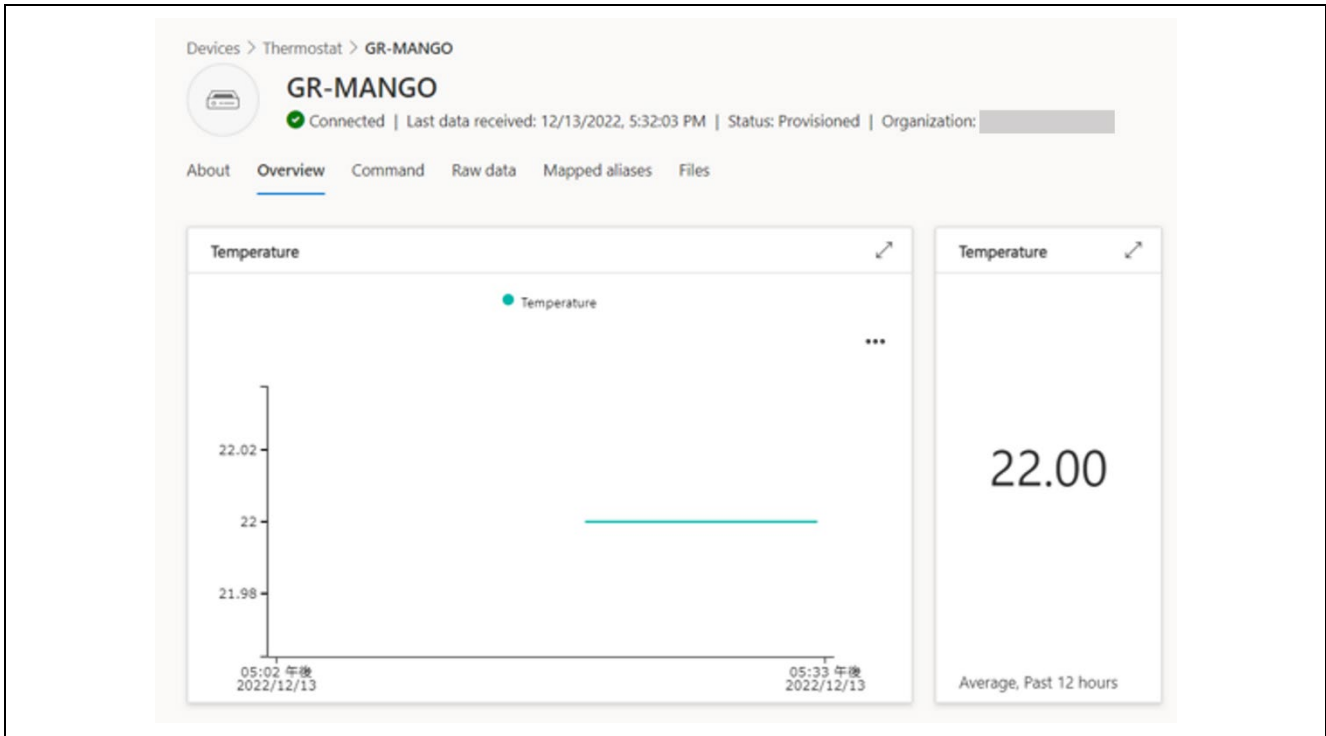 Devices > Thermostat > GR-MANGO
GR-MANGO
Connected | Last data received: 12/13/2022, 5:32:03 PM | Status: Provisioned | Organization:
About Overview Command Raw data Mapped aliases Files
Temperature
Temperature
22.02
22
21.98
05:02 午後
2022/12/13
05:33 午後
2022/12/13
Temperature
22.00
Average, Past 12 hours